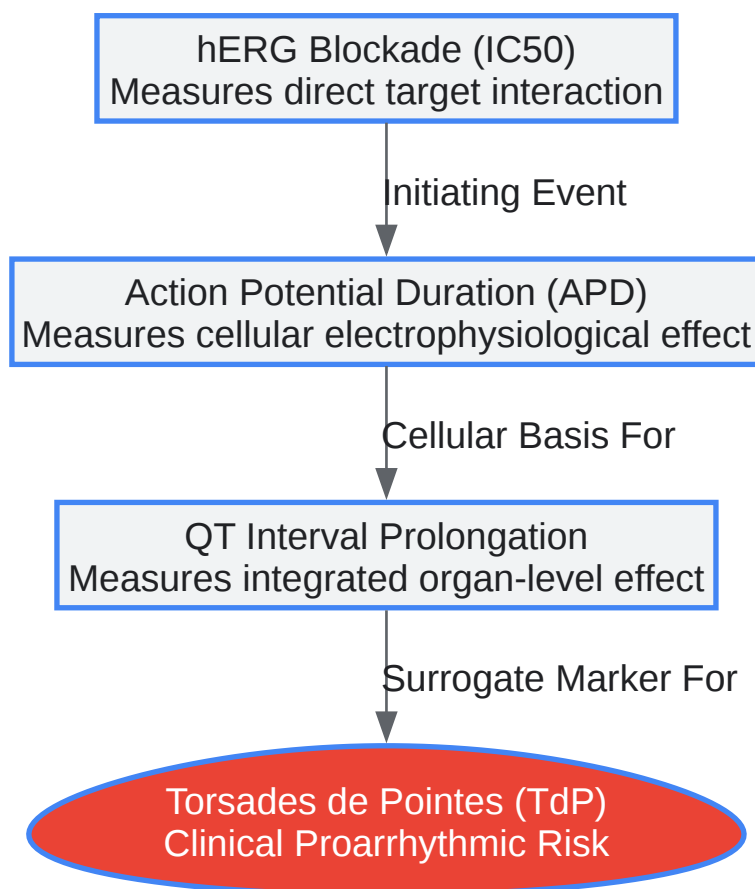 hERG Blockade (IC50)
Measures direct target interaction
Initiating Event
Action Potential Duration (APD)
Measures cellular electrophysiological effect
Cellular Basis For
QT Interval Prolongation
Measures integrated organ-level effect
Surrogate Marker For
Torsades de Pointes (TdP)
Clinical Proarrhythmic Risk